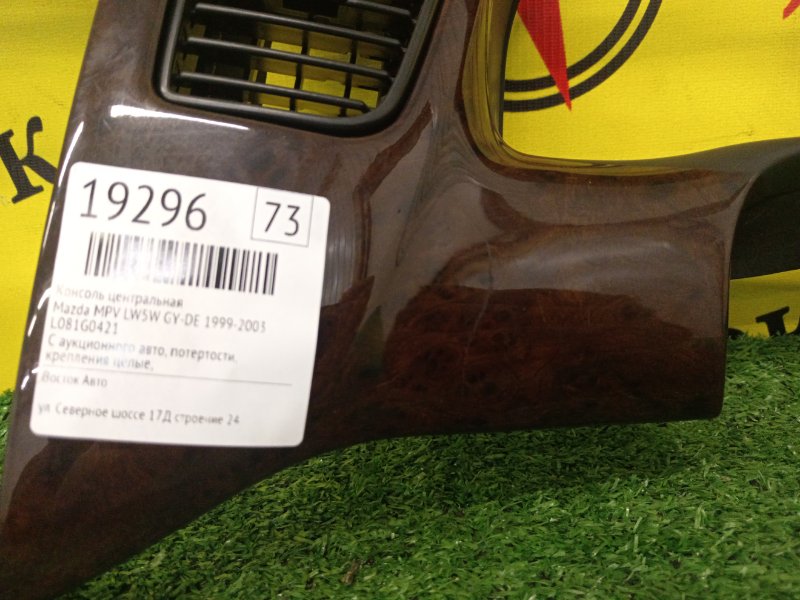 19296
73
Консоль центральная
Mazda MPV LW5W GY-DE 1999-2003
L081G0421
С аукционного авто, потертости,
крепления целые,
Восток Авто
ул. Северное шоссе 17Д строение 24
К